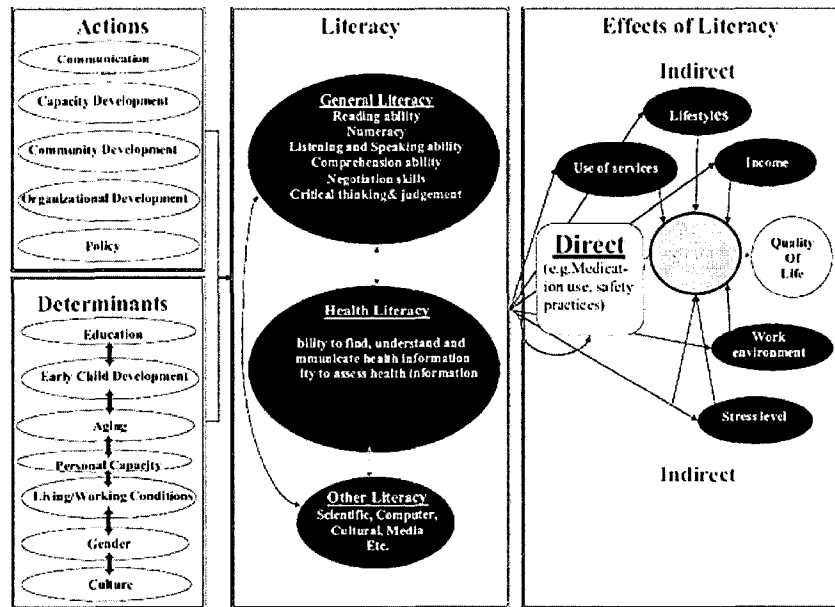 Actions
Communication
Capacity Development
Community Development
Organizational Development
Policy
Determinants
Education
Early Child Development
Aging
Personal Capacity
Living/Working Conditions
Gender
Culture
Literacy
General Literacy
Reading ability
Numeracy
Listening and Speaking ability
Comprehension ability
Negotiation skills
Critical thinking& judgement
Health Literacy
bility to find, understand and
mmunicate health information
ity to assess health information
Other Literacy
Scientific, Computer,
Cultural, Media
Etc.
Effects of Literacy
Indirect
Lifestyles
Use of services
Income
Direct
(e.g.Medicat-
ion use, safety
practices)
Quality
Of
Life
Work
environment
Stress level
Indirect